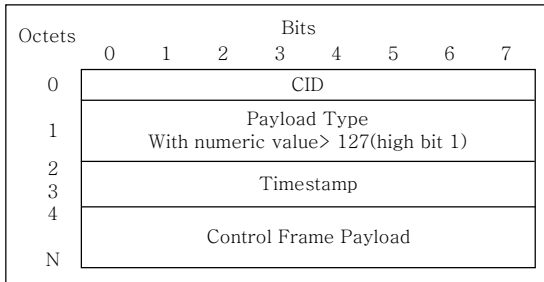 Octets
Bits
0 1 2 3 4 5 6 7
0
CID
1
Payload Type
With numeric value> 127(high bit 1)
2
3
Timestamp
4
Control Frame Payload
N